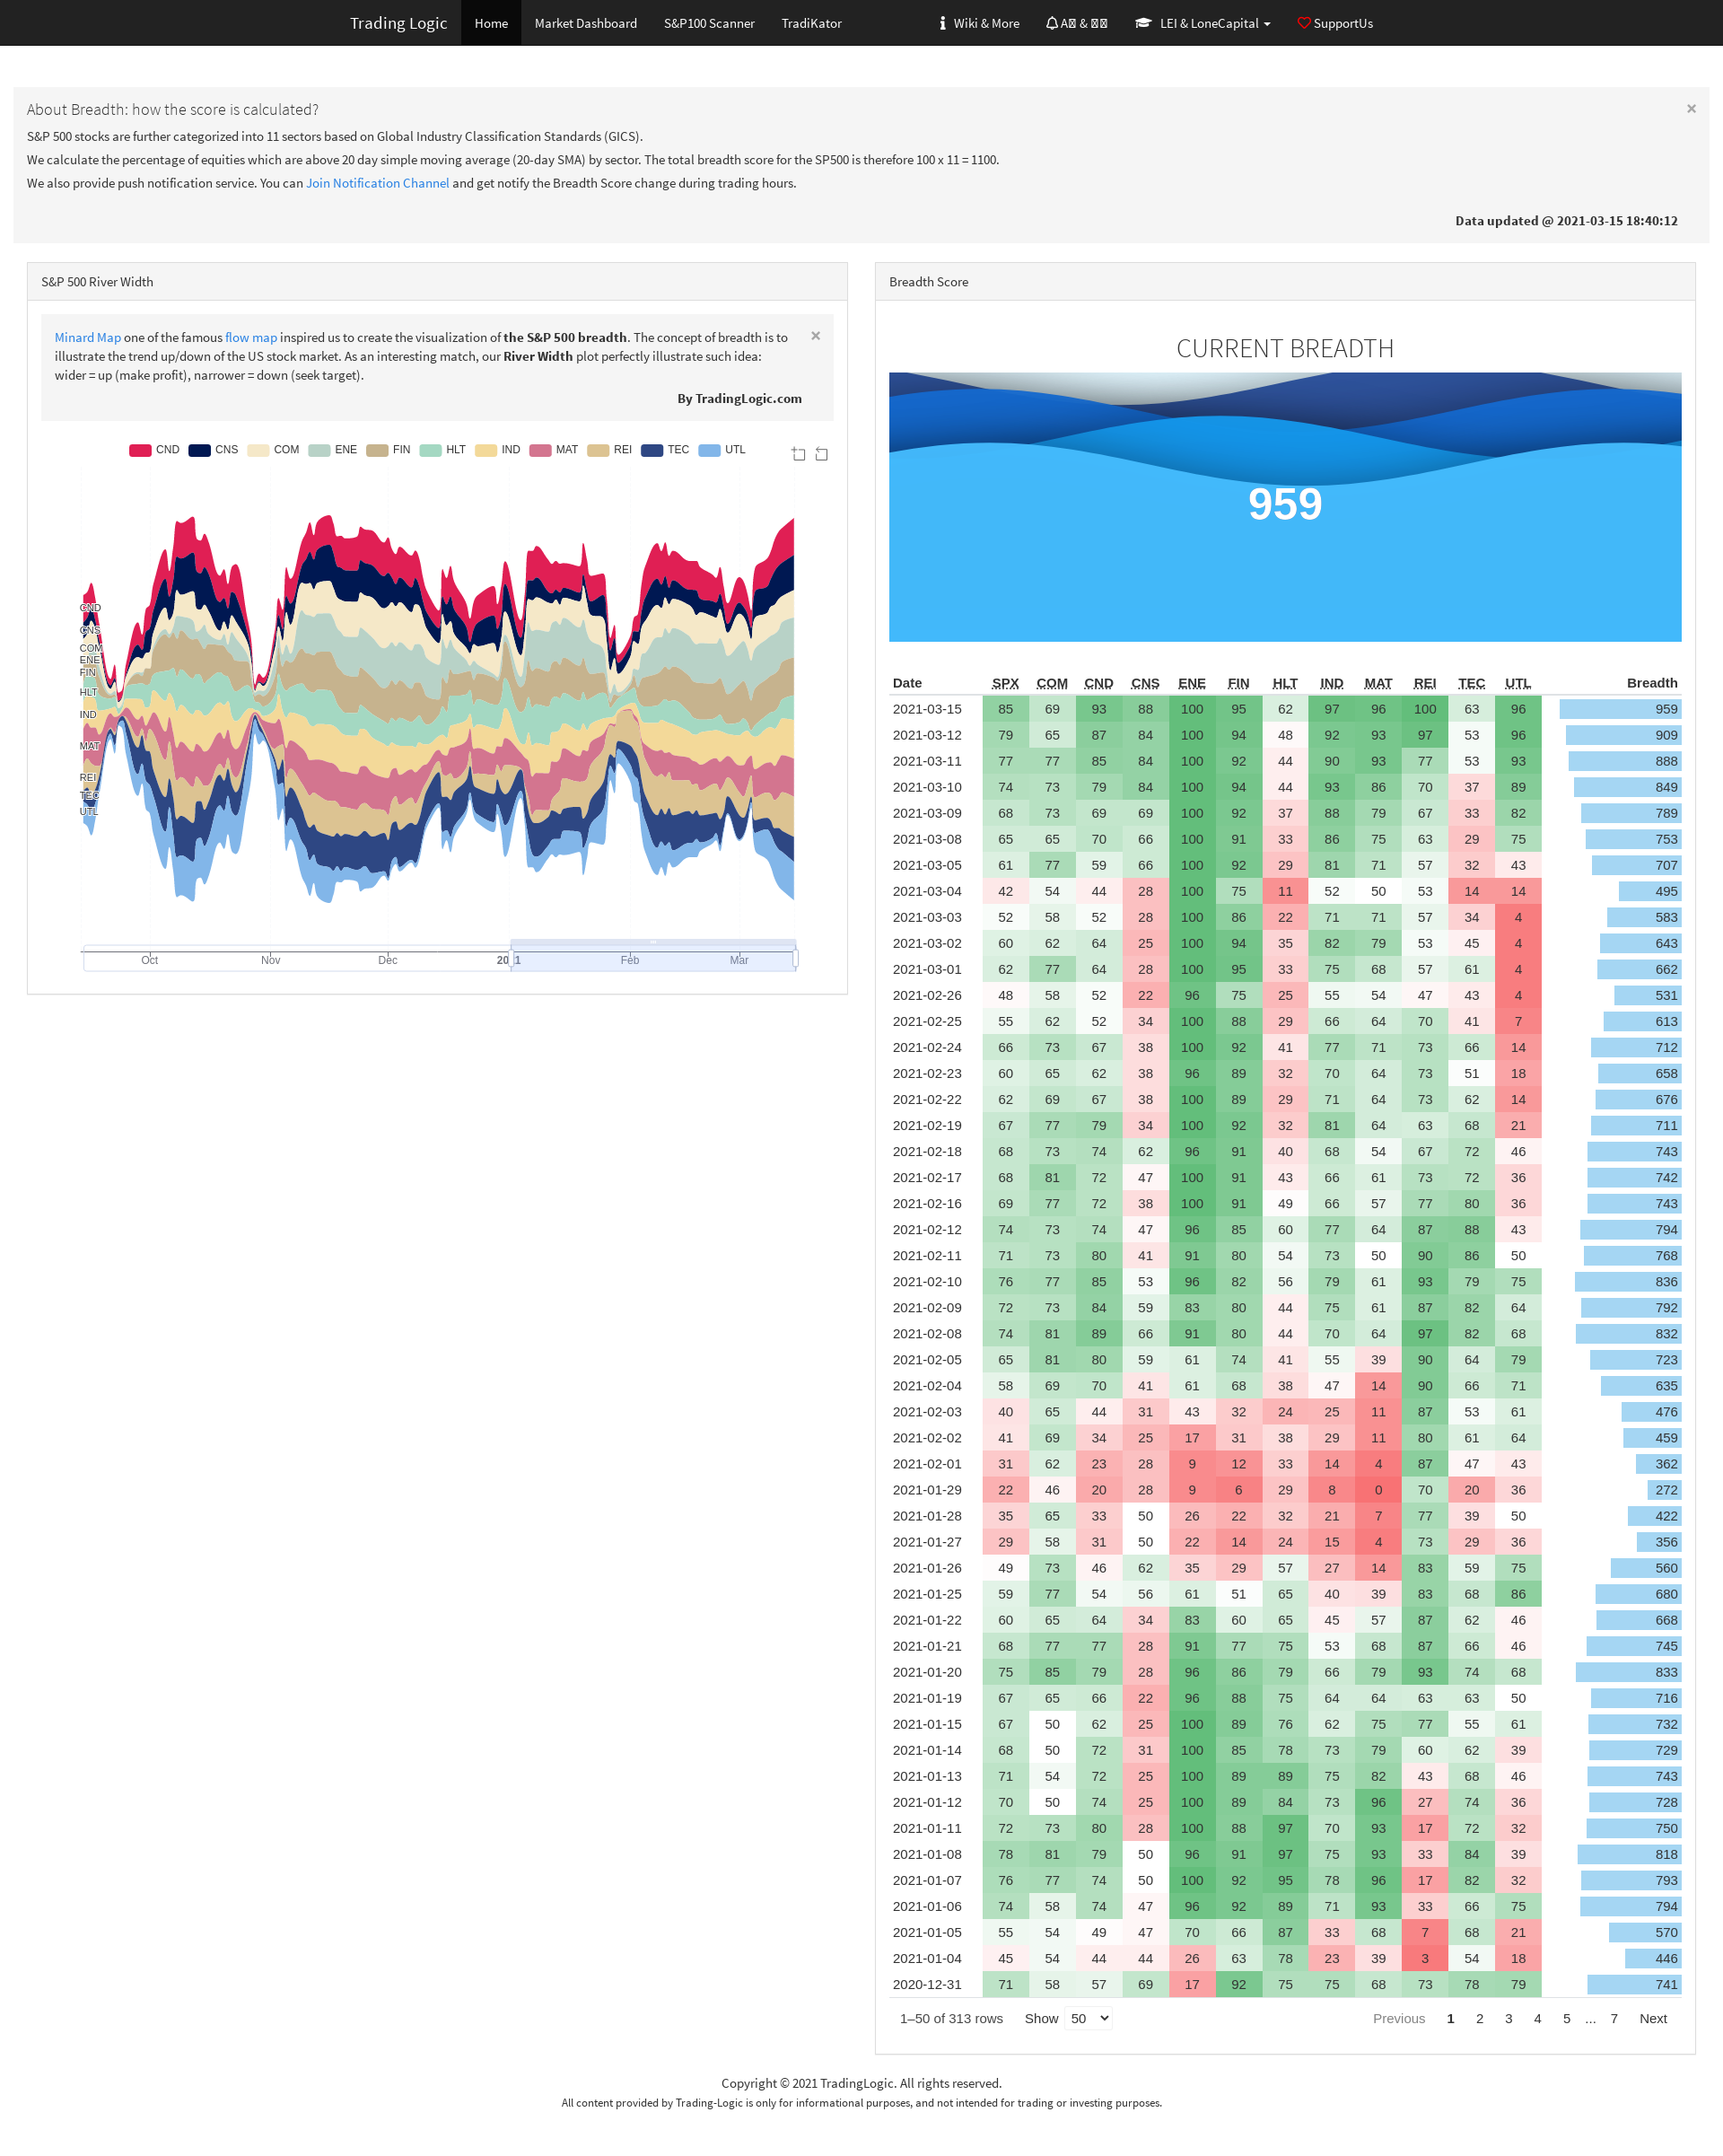 Trading Logic Home Market Dashboard S&P100 Scanner TradiKator Wiki & More A & LEI & LoneCapital SupportUs
About Breadth: how the score is calculated? ×
S&P 500 stocks are further categorized into 11 sectors based on Global Industry Classification Standards (GICS).
We calculate the percentage of equities which are above 20 day simple moving average (20-day SMA) by sector. The total breadth score for the SP500 is therefore 100 x 11 = 1100.
We also provide push notification service. You can Join Notification Channel and get notify the Breadth Score change during trading hours.
Data updated @ 2021-03-15 18:40:12
S&P 500 River Width
Minard Map one of the famous flow map inspired us to create the visualization of the S&P 500 breadth. The concept of breadth is to ×
illustrate the trend up/down of the US stock market. As an interesting match, our River Width plot perfectly illustrate such idea:
wider = up (make profit), narrower = down (seek target).
By TradingLogic.com
CND CNS COM ENE FIN HLT IND MAT REI TEC UTL
CND
CNS
COM
ENE
FIN
HLT
IND
MAT
REI
TEC
UTL
Oct Nov Dec 2021 Feb Mar
Breadth Score
CURRENT BREADTH
959
Date SPX COM CND CNS ENE FIN HLT IND MAT REI TEC UTL Breadth
2021-03-15 85 69 93 88 100 95 62 97 96 100 63 96 959
2021-03-12 79 65 87 84 100 94 48 92 93 97 53 96 909
2021-03-11 77 77 85 84 100 92 44 90 93 77 53 93 888
2021-03-10 74 73 79 84 100 94 44 93 86 70 37 89 849
2021-03-09 68 73 69 69 100 92 37 88 79 67 33 82 789
2021-03-08 65 65 70 66 100 91 33 86 75 63 29 75 753
2021-03-05 61 77 59 66 100 92 29 81 71 57 32 43 707
2021-03-04 42 54 44 28 100 75 11 52 50 53 14 14 495
2021-03-03 52 58 52 28 100 86 22 71 71 57 34 4 583
2021-03-02 60 62 64 25 100 94 35 82 79 53 45 4 643
2021-03-01 62 77 64 28 100 95 33 75 68 57 61 4 662
2021-02-26 48 58 52 22 96 75 25 55 54 47 43 4 531
2021-02-25 55 62 52 34 100 88 29 66 64 70 41 7 613
2021-02-24 66 73 67 38 100 92 41 77 71 73 66 14 712
2021-02-23 60 65 62 38 96 89 32 70 64 73 51 18 658
2021-02-22 62 69 67 38 100 89 29 71 64 73 62 14 676
2021-02-19 67 77 79 34 100 92 32 81 64 63 68 21 711
2021-02-18 68 73 74 62 96 91 40 68 54 67 72 46 743
2021-02-17 68 81 72 47 100 91 43 66 61 73 72 36 742
2021-02-16 69 77 72 38 100 91 49 66 57 77 80 36 743
2021-02-12 74 73 74 47 96 85 60 77 64 87 88 43 794
2021-02-11 71 73 80 41 91 80 54 73 50 90 86 50 768
2021-02-10 76 77 85 53 96 82 56 79 61 93 79 75 836
2021-02-09 72 73 84 59 83 80 44 75 61 87 82 64 792
2021-02-08 74 81 89 66 91 80 44 70 64 97 82 68 832
2021-02-05 65 81 80 59 61 74 41 55 39 90 64 79 723
2021-02-04 58 69 70 41 61 68 38 47 14 90 66 71 635
2021-02-03 40 65 44 31 43 32 24 25 11 87 53 61 476
2021-02-02 41 69 34 25 17 31 38 29 11 80 61 64 459
2021-02-01 31 62 23 28 9 12 33 14 4 87 47 43 362
2021-01-29 22 46 20 28 9 6 29 8 0 70 20 36 272
2021-01-28 35 65 33 50 26 22 32 21 7 77 39 50 422
2021-01-27 29 58 31 50 22 14 24 15 4 73 29 36 356
2021-01-26 49 73 46 62 35 29 57 27 14 83 59 75 560
2021-01-25 59 77 54 56 61 51 65 40 39 83 68 86 680
2021-01-22 60 65 64 34 83 60 65 45 57 87 62 46 668
2021-01-21 68 77 77 28 91 77 75 53 68 87 66 46 745
2021-01-20 75 85 79 28 96 86 79 66 79 93 74 68 833
2021-01-19 67 65 66 22 96 88 75 64 64 63 63 50 716
2021-01-15 67 50 62 25 100 89 76 62 75 77 55 61 732
2021-01-14 68 50 72 31 100 85 78 73 79 60 62 39 729
2021-01-13 71 54 72 25 100 89 89 75 82 43 68 46 743
2021-01-12 70 50 74 25 100 89 84 73 96 27 74 36 728
2021-01-11 72 73 80 28 100 88 97 70 93 17 72 32 750
2021-01-08 78 81 79 50 96 91 97 75 93 33 84 39 818
2021-01-07 76 77 74 50 100 92 95 78 96 17 82 32 793
2021-01-06 74 58 74 47 96 92 89 71 93 33 66 75 794
2021-01-05 55 54 49 47 70 66 87 33 68 7 68 21 570
2021-01-04 45 54 44 44 26 63 78 23 39 3 54 18 446
2020-12-31 71 58 57 69 17 92 75 75 68 73 78 79 741
1–50 of 313 rows Show 50 Previous 1 2 3 4 5 ... 7 Next
Copyright © 2021 TradingLogic. All rights reserved.
All content provided by Trading-Logic is only for informational purposes, and not intended for trading or investing purposes.